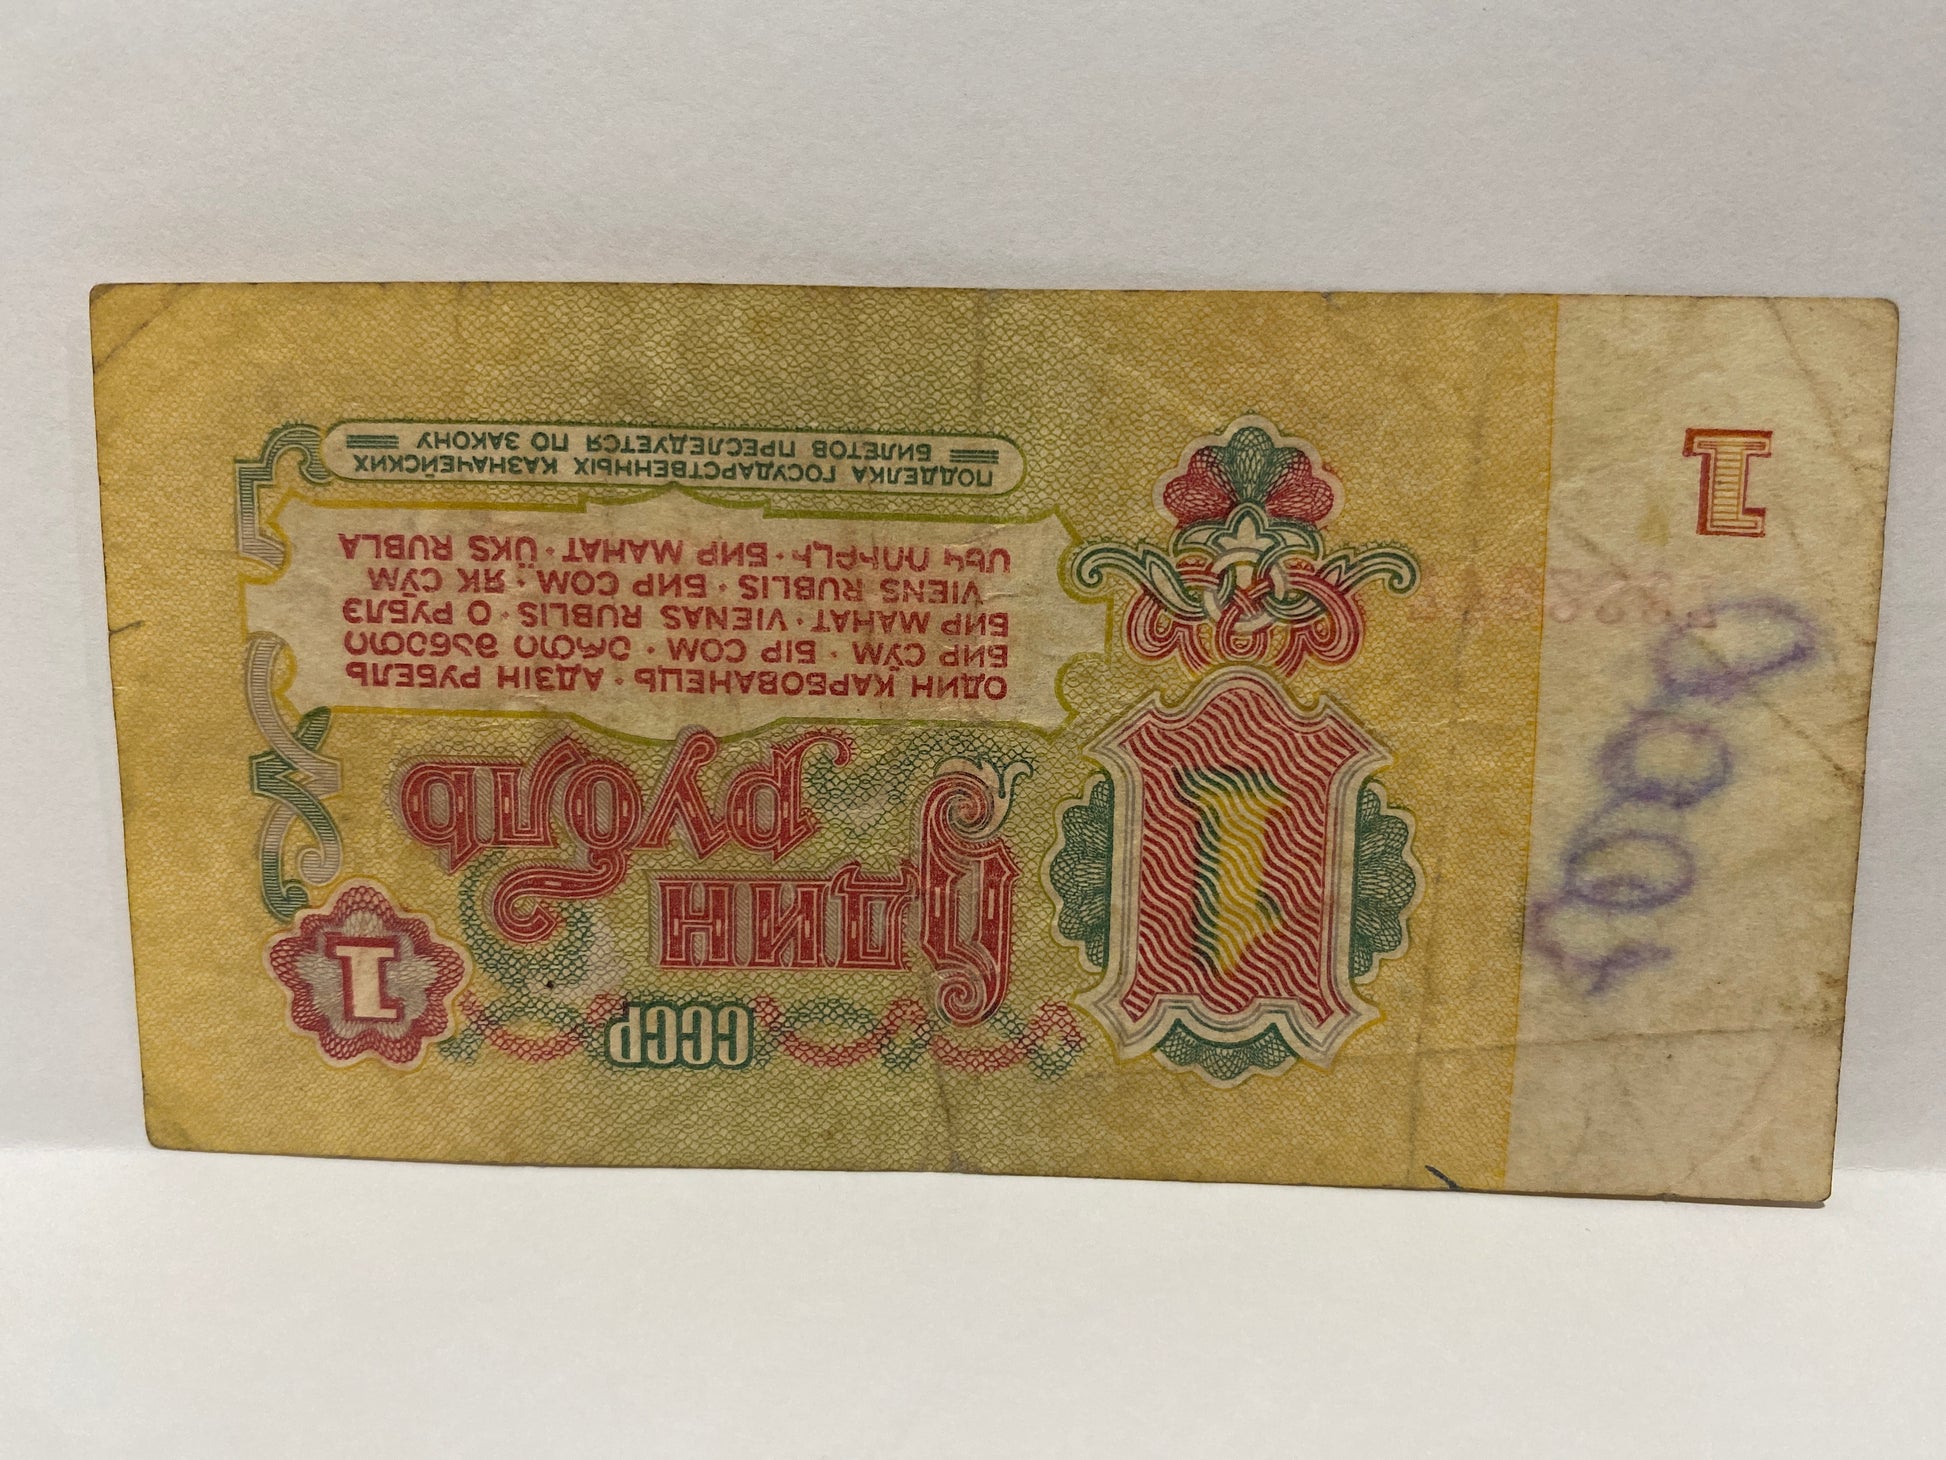 СССР
1
1
Один
рубль
ОДИН КАРБОВАНЕЦЬ · АДЗІН РУБЕЛЬ
БИР СЎМ · БІР СОМ · ერთი მანეთი
БИР МАНАТ · VIENAS RUBLIS · О РУБЛЭ
VIENS RUBLIS · БИР СОМ · ЯК СӮМ
ՄԵԿ ՌՈՒԲԼԻ · БИР МАНАТ · ÜKS RUBLA
ПОДДЕЛКА ГОСУДАРСТВЕННЫХ КАЗНАЧЕЙСКИХ
БИЛЕТОВ ПРЕСЛЕДУЕТСЯ ПО ЗАКОНУ
1